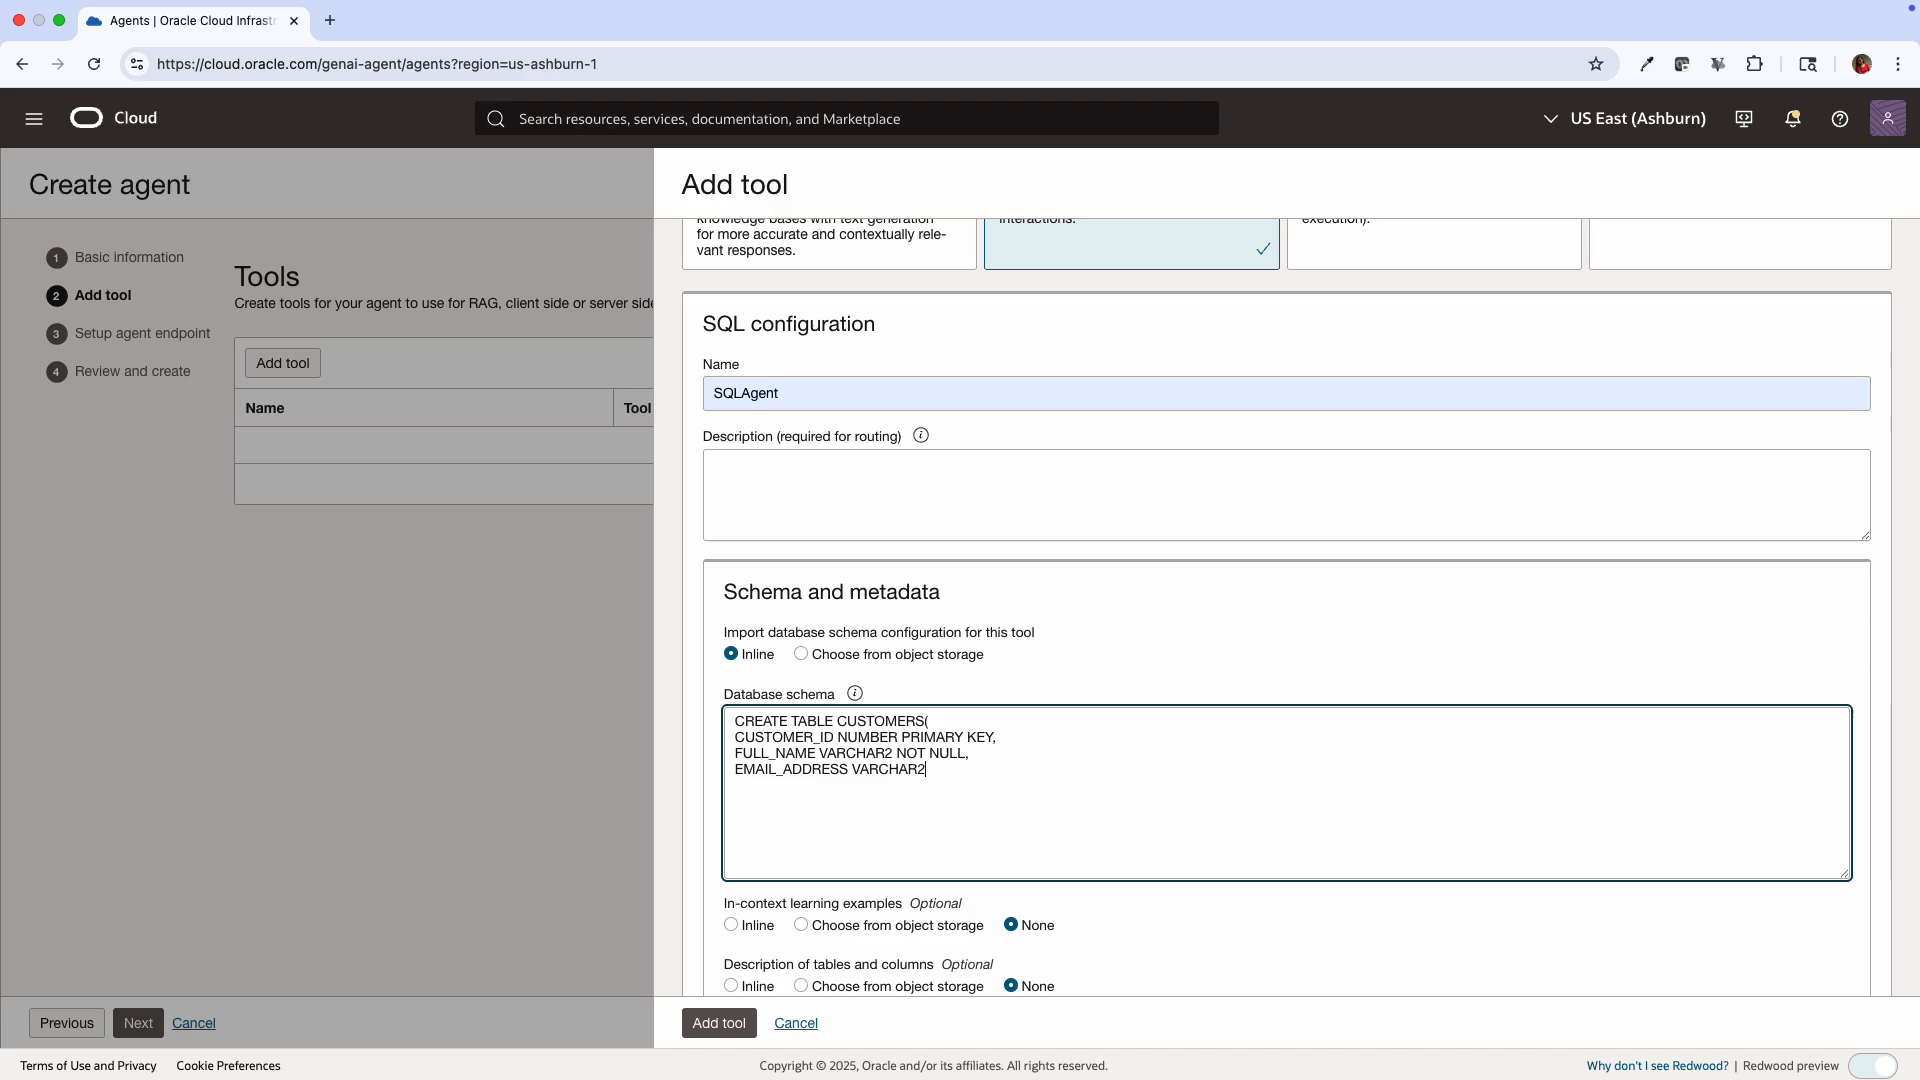 Agents | Oracle Cloud Infrast
https://cloud.oracle.com/genai-agent/agents?region=us-ashburn-1
Cloud
Search resources, services, documentation, and Marketplace
US East (Ashburn)
Create agent
1 Basic information
2 Add tool
3 Setup agent endpoint
4 Review and create
Tools
Create tools for your agent to use for RAG, client side or server side
Add tool
Name
Tool
Previous
Next
Cancel
Add tool
knowledge bases with text generation
for more accurate and contextually rele-
vant responses.
interactions.
execution).
SQL configuration
Name
SQLAgent
Description (required for routing)
Schema and metadata
Import database schema configuration for this tool
Inline Choose from object storage
Database schema
CREATE TABLE CUSTOMERS(
CUSTOMER_ID NUMBER PRIMARY KEY,
FULL_NAME VARCHAR2 NOT NULL,
EMAIL_ADDRESS VARCHAR2
In-context learning examples Optional
Inline Choose from object storage None
Description of tables and columns Optional
Inline Choose from object storage None
Add tool
Cancel
Terms of Use and Privacy
Cookie Preferences
Copyright © 2025, Oracle and/or its affiliates. All rights reserved.
Why don't I see Redwood? | Redwood preview